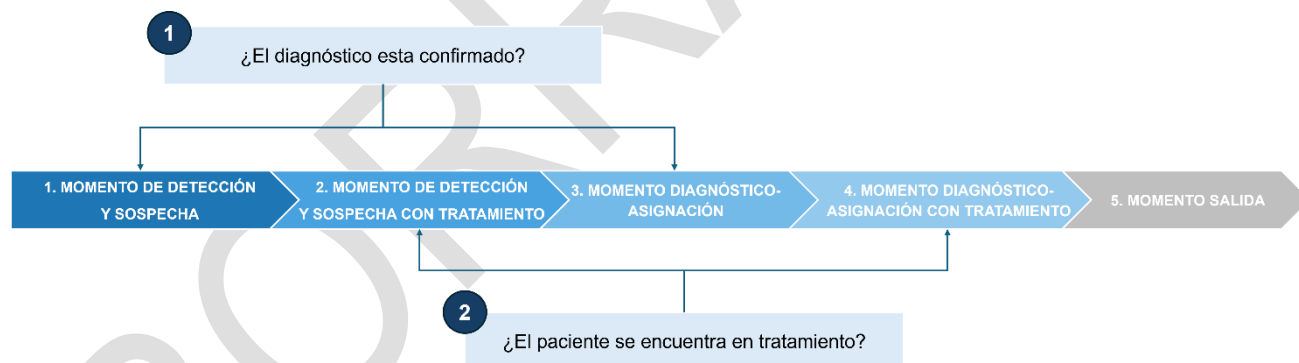 1
¿El diagnóstico esta confirmado?
1. MOMENTO DE DETECCIÓN
Y SOSPECHA
2. MOMENTO DE DETECCIÓN
Y SOSPECHA CON TRATAMIENTO
3. MOMENTO DIAGNÓSTICO-
ASIGNACIÓN
4. MOMENTO DIAGNÓSTICO-
ASIGNACIÓN CON TRATAMIENTO
5. MOMENTO SALIDA
2
¿El paciente se encuentra en tratamiento?